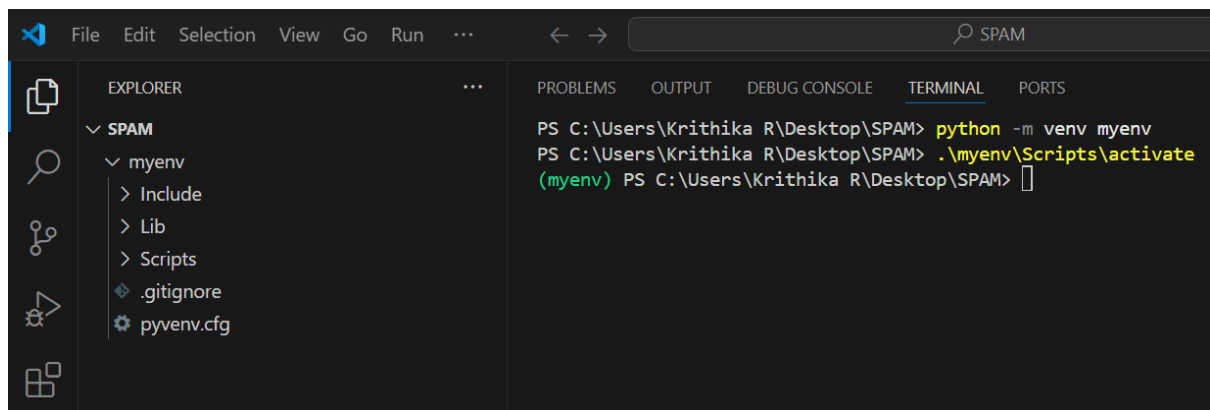 File Edit Selection View Go Run ··· ← → SPAM
EXPLORER ···
SPAM
myenv
Include
Lib
Scripts
.gitignore
pyvenv.cfg
PROBLEMS OUTPUT DEBUG CONSOLE TERMINAL PORTS
PS C:\Users\Krithika R\Desktop\SPAM> python -m venv myenv
PS C:\Users\Krithika R\Desktop\SPAM> .\myenv\Scripts\activate
(myenv) PS C:\Users\Krithika R\Desktop\SPAM>